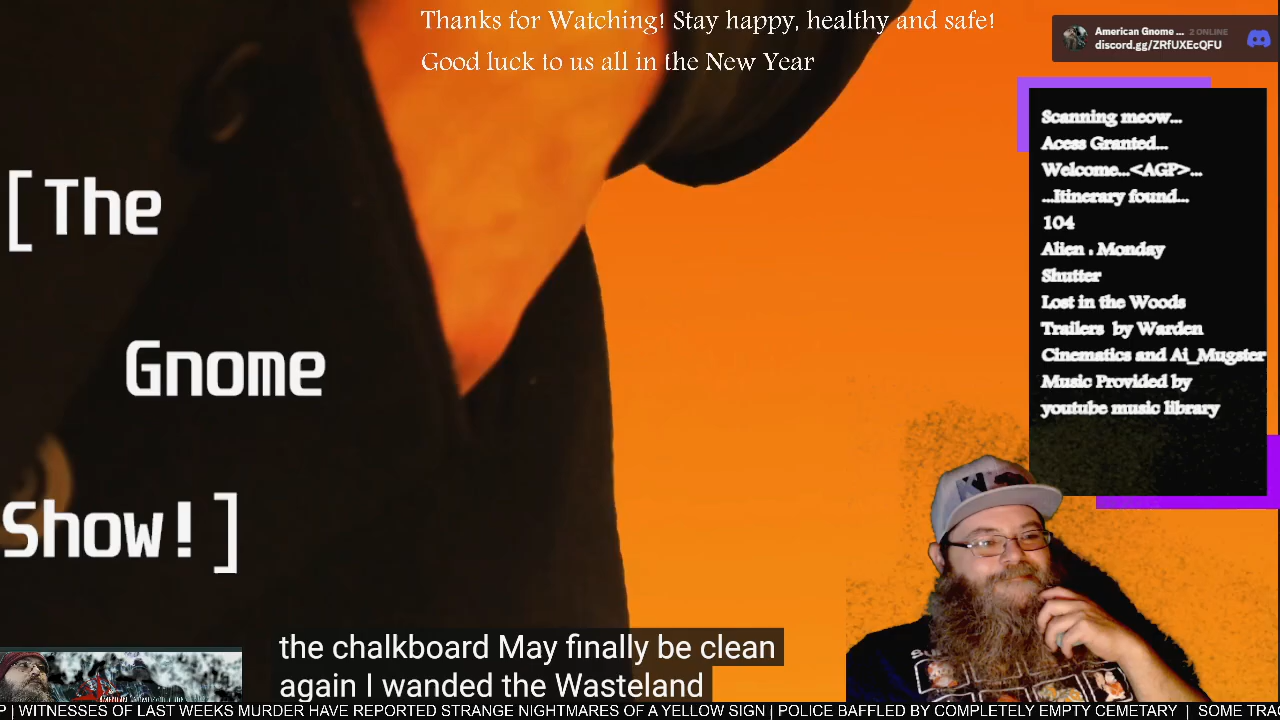 Thanks for Watching! Stay happy, healthy and safe!
Good luck to us all in the New Year
American Gnome ... 2 ONLINE
discord.gg/ZRfUXEcQFU
Scanning meow...
Acess Granted...
Welcome...<AGP>...
...Itinerary found...
104
Alien . Monday
Shutter
Lost in the Woods
Trailers by Warden
Cinematics and Ai_Mugster
Music Provided by
youtube music library
[The
Gnome
Show!]
the chalkboard May finally be clean
again I wanded the Wasteland
P | WITNESSES OF LAST WEEKS MURDER HAVE REPORTED STRANGE NIGHTMARES OF A YELLOW SIGN | POLICE BAFFLED BY COMPLETELY EMPTY CEMETARY | SOME TRA